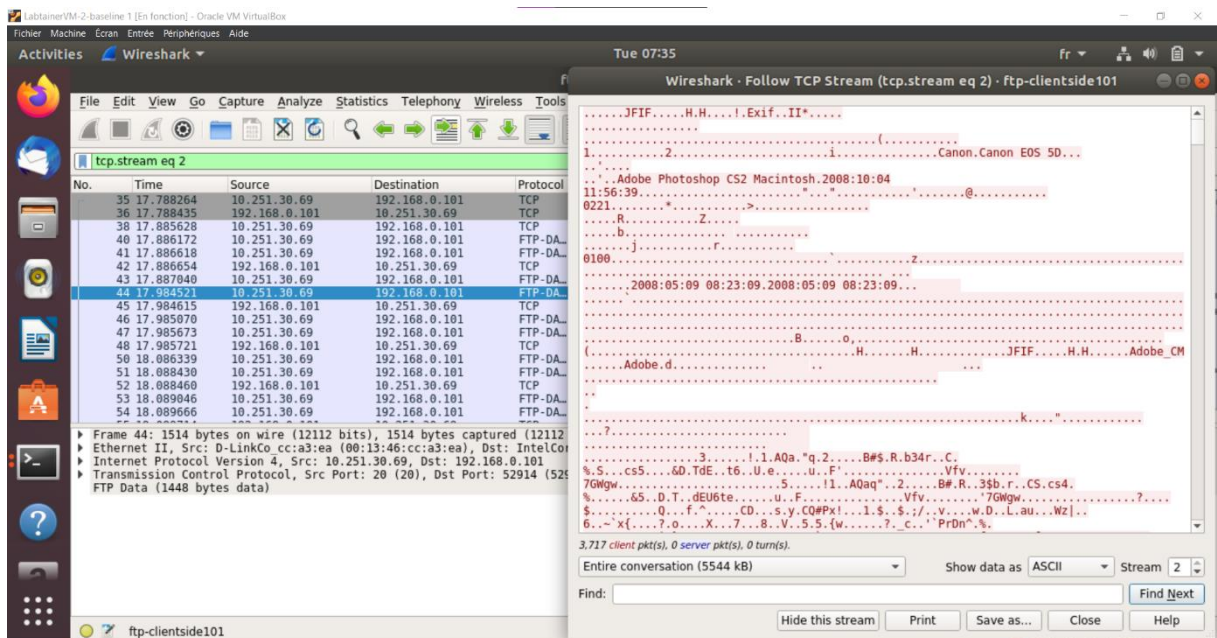 LabtainerVM-2-baseline 1 [En fonction] - Oracle VM VirtualBox
Fichier Machine Écran Entrée Périphériques Aide
Activities Wireshark Tue 07:35 fr
File Edit View Go Capture Analyze Statistics Telephony Wireless Tools
tcp.stream eq 2
No. Time Source Destination Protocol
35 17.788264 10.251.30.69 192.168.0.101 TCP
36 17.788435 192.168.0.101 10.251.30.69 TCP
38 17.885628 10.251.30.69 192.168.0.101 TCP
40 17.886172 10.251.30.69 192.168.0.101 FTP-DA…
41 17.886618 10.251.30.69 192.168.0.101 FTP-DA…
42 17.886654 192.168.0.101 10.251.30.69 TCP
43 17.887040 10.251.30.69 192.168.0.101 FTP-DA…
44 17.984521 10.251.30.69 192.168.0.101 FTP-DA…
45 17.984615 192.168.0.101 10.251.30.69 TCP
46 17.985070 10.251.30.69 192.168.0.101 FTP-DA…
47 17.985673 10.251.30.69 192.168.0.101 FTP-DA…
48 17.985721 192.168.0.101 10.251.30.69 TCP
50 18.086339 10.251.30.69 192.168.0.101 FTP-DA…
51 18.088430 10.251.30.69 192.168.0.101 FTP-DA…
52 18.088460 192.168.0.101 10.251.30.69 TCP
53 18.089046 10.251.30.69 192.168.0.101 FTP-DA…
54 18.089666 10.251.30.69 192.168.0.101 FTP-DA…
Frame 44: 1514 bytes on wire (12112 bits), 1514 bytes captured (12112
Ethernet II, Src: D-LinkCo_cc:a3:ea (00:13:46:cc:a3:ea), Dst: IntelCor
Internet Protocol Version 4, Src: 10.251.30.69, Dst: 192.168.0.101
Transmission Control Protocol, Src Port: 20 (20), Dst Port: 52914 (529
FTP Data (1448 bytes data)
ftp-clientside101
Wireshark · Follow TCP Stream (tcp.stream eq 2) · ftp-clientside101
......JFIF.....H.H....!.Exif..II*.....
1..........2......................i..............Canon.Canon EOS 5D...
..'..Adobe Photoshop CS2 Macintosh.2008:10:04
11:56:39
0221
0100
.......2008:05:09 08:23:09.2008:05:09 08:23:09...
JFIF.....H.H......Adobe_CM
......Adobe.d..............
3,717 client pkt(s), 0 server pkt(s), 0 turn(s).
Entire conversation (5544 kB) Show data as ASCII Stream 2
Find: Find Next
Hide this stream Print Save as... Close Help